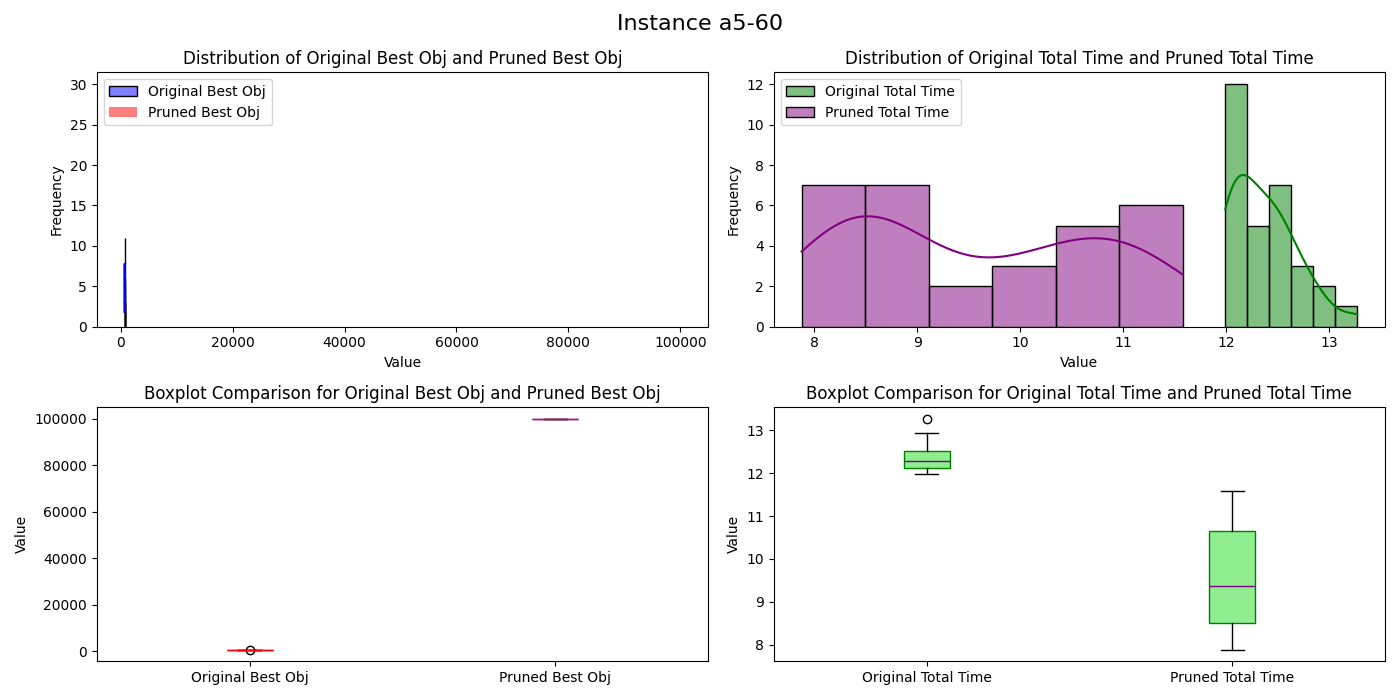 Instance a5-60
Distribution of Original Best Obj and Pruned Best Obj
Frequency
30
25
20
15
10
5
0
Original Best Obj
Pruned Best Obj
0 20000 40000 60000 80000 100000
Value
Distribution of Original Total Time and Pruned Total Time
Frequency
12
10
8
6
4
2
0
Original Total Time
Pruned Total Time
8 9 10 11 12 13
Value
Boxplot Comparison for Original Best Obj and Pruned Best Obj
Value
100000
80000
60000
40000
20000
0
Original Best Obj Pruned Best Obj
Boxplot Comparison for Original Total Time and Pruned Total Time
Value
13
12
11
10
9
8
Original Total Time Pruned Total Time